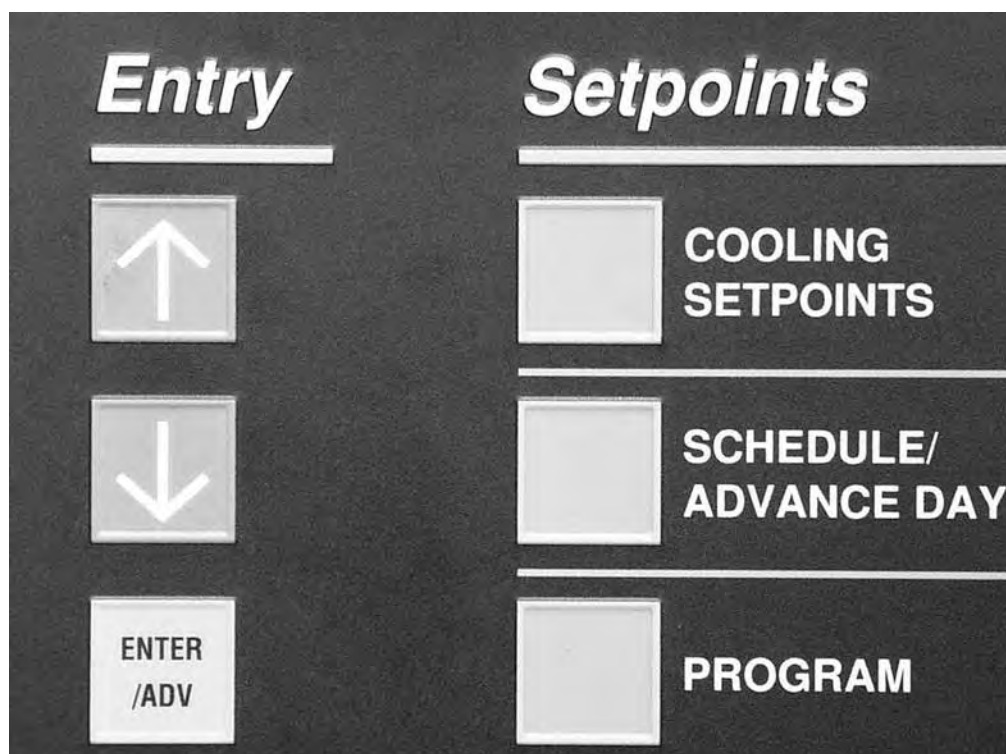 Entry
Setpoints
COOLING
SETPOINTS
SCHEDULE/
ADVANCE DAY
ENTER
/ADV
PROGRAM